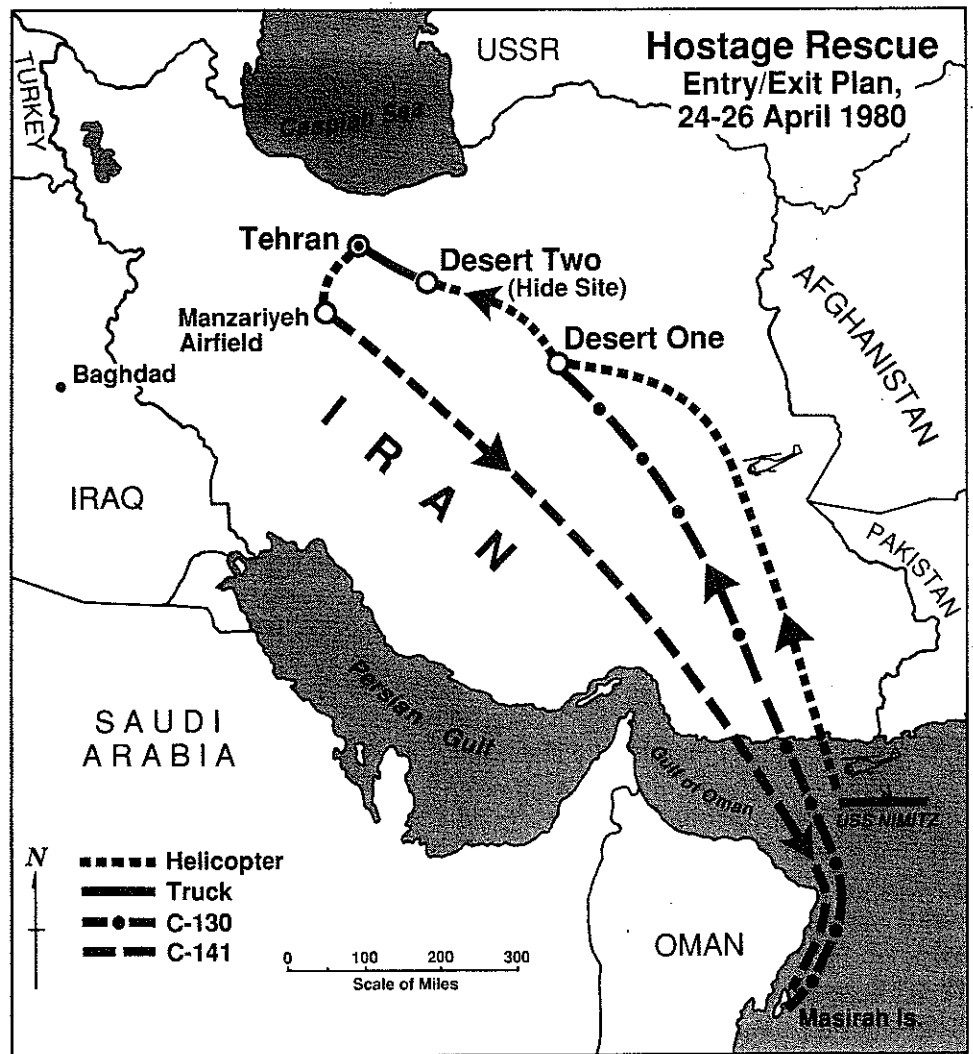 Hostage Rescue
Entry/Exit Plan,
24-26 April 1980
USSR
TURKEY
Caspian Sea
Tehran
Desert Two
(Hide Site)
Manzariyeh
Airfield
Desert One
Baghdad
AFGHANISTAN
IRAN
IRAQ
PAKISTAN
Persian
Gulf
SAUDI
ARABIA
Gulf of Oman
USS NIMITZ
N
Helicopter
Truck
C-130
C-141
0 100 200 300
Scale of Miles
OMAN
Masirah Is.